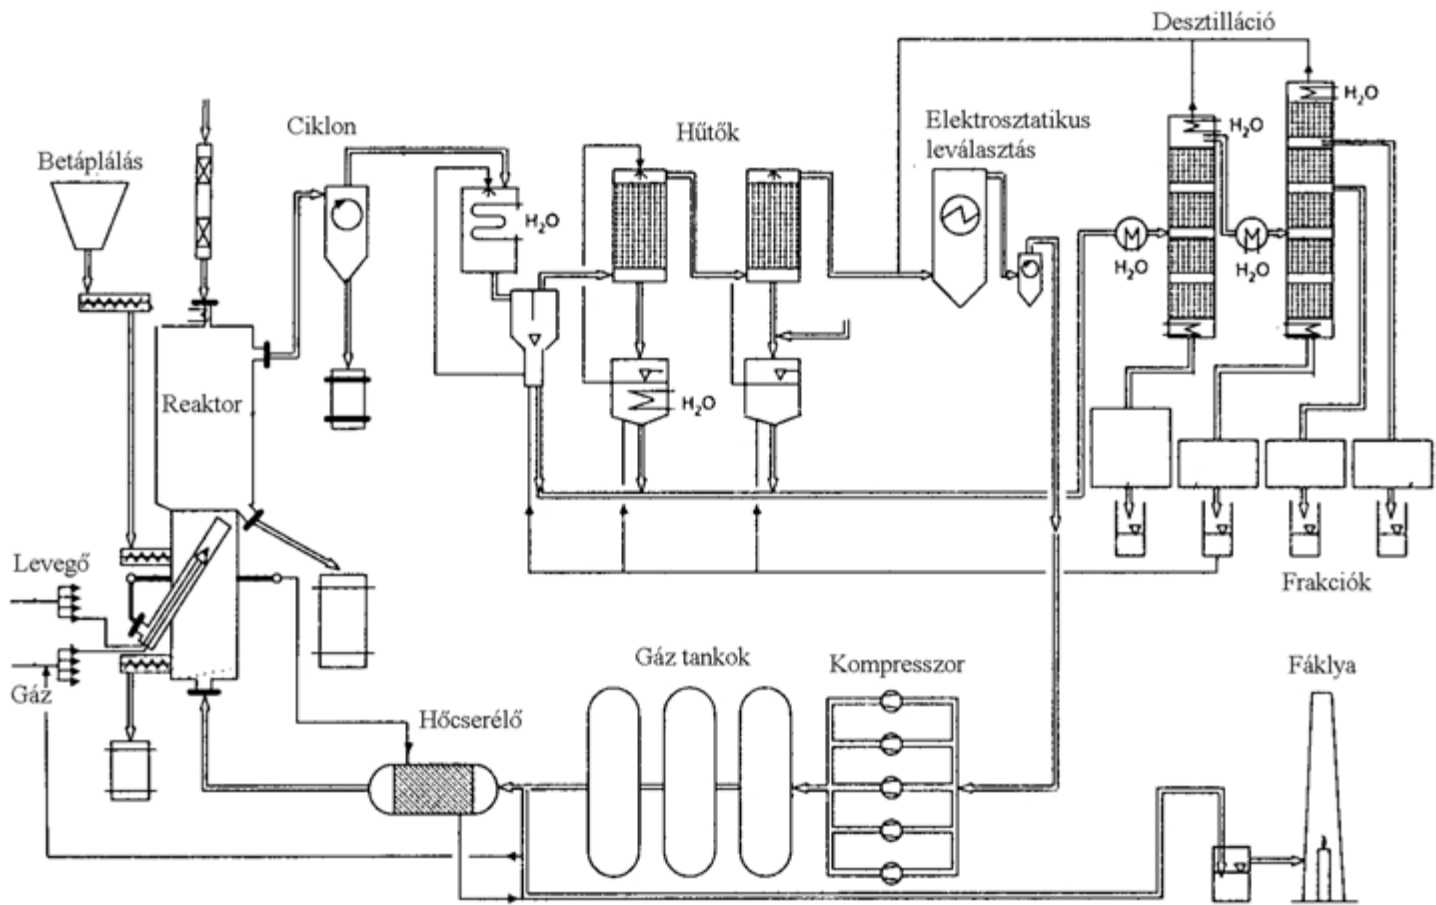 Desztilláció
H₂O
H₂O
Ciklon
Hűtők
Elektrosztatikus
leválasztás
Betáplálás
H₂O
M
H₂O
M
H₂O
Reaktor
H₂O
Levegő
Frakciók
Gáz tankok
Kompresszor
Fáklya
Gáz
Hőcserélő